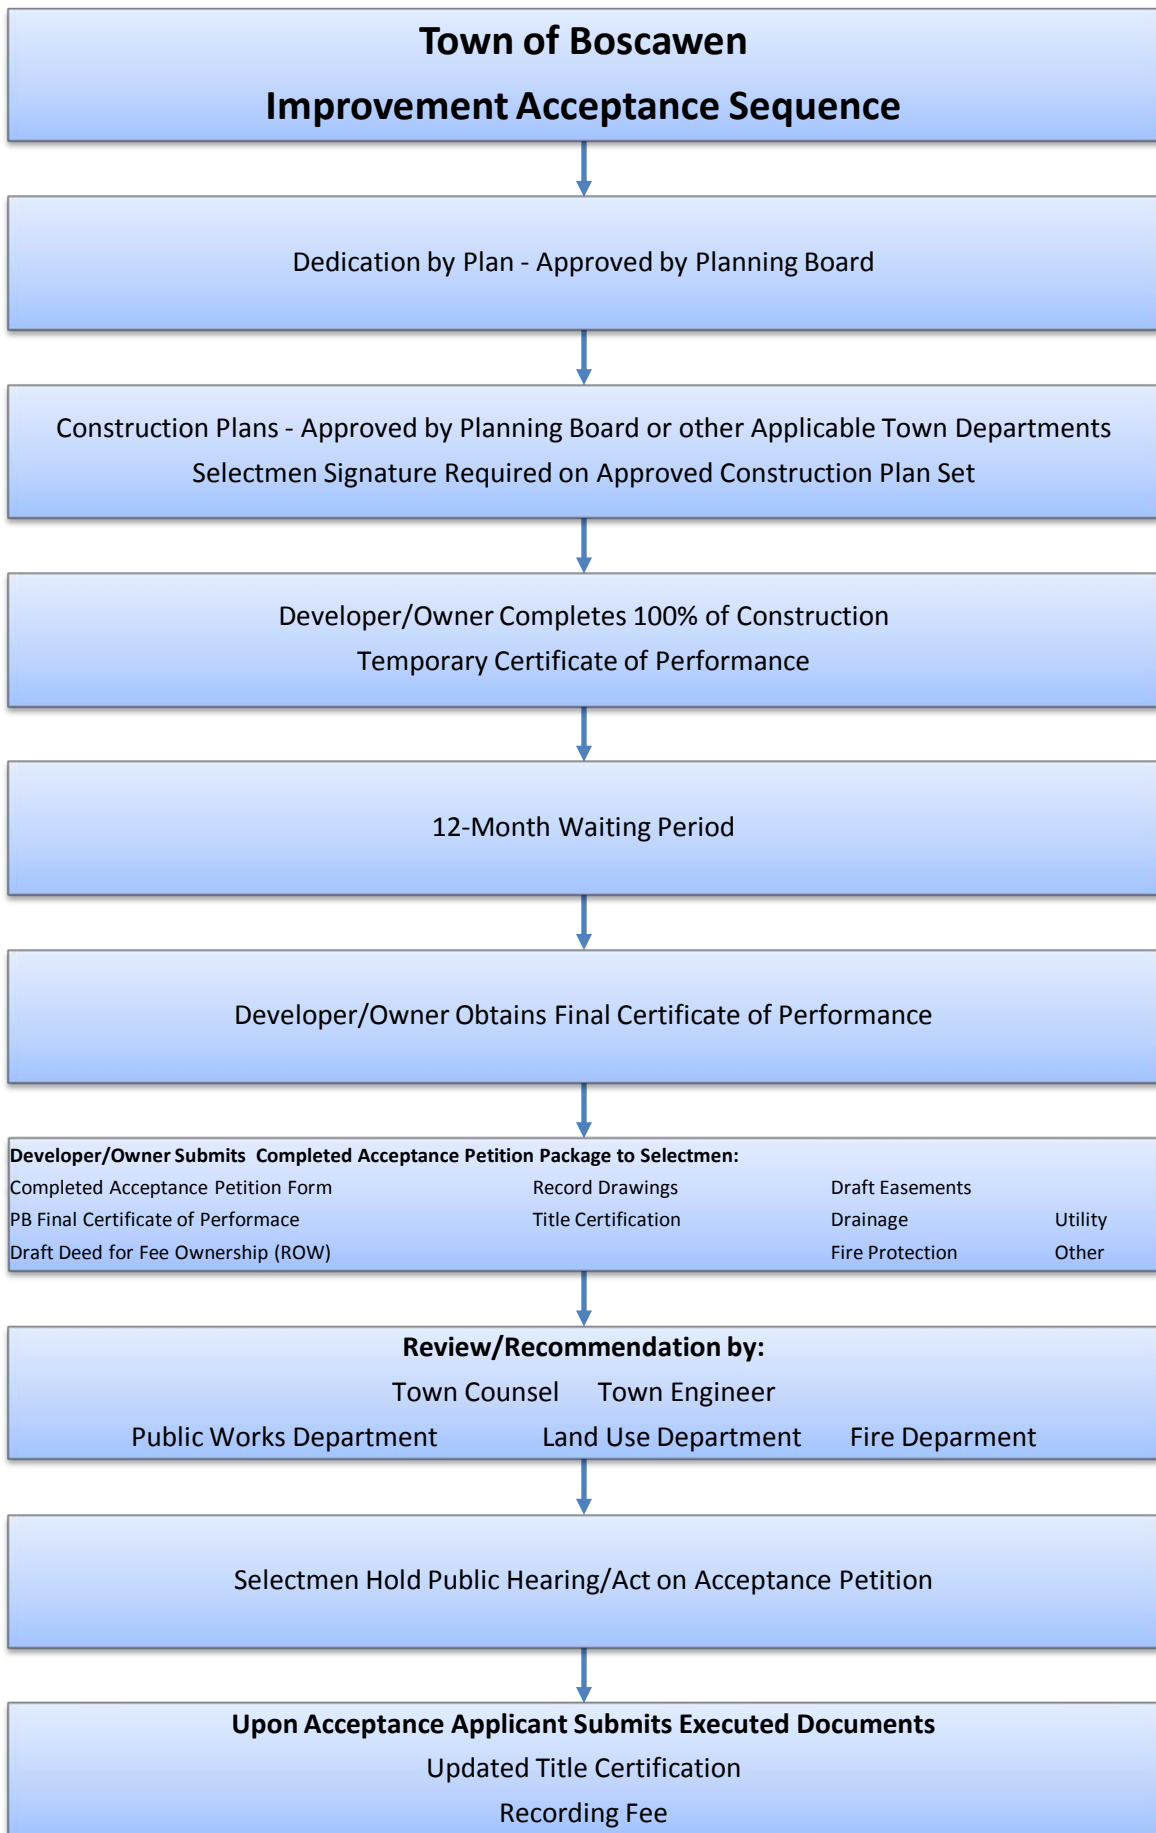 Town of Boscawen
Improvement Acceptance Sequence
Dedication by Plan - Approved by Planning Board
Construction Plans - Approved by Planning Board or other Applicable Town Departments
Selectmen Signature Required on Approved Construction Plan Set
Developer/Owner Completes 100% of Construction
Temporary Certificate of Performance
12-Month Waiting Period
Developer/Owner Obtains Final Certificate of Performance
Developer/Owner Submits Completed Acceptance Petition Package to Selectmen:
Completed Acceptance Petition Form Record Drawings Draft Easements
PB Final Certificate of Performace Title Certification Drainage Utility
Draft Deed for Fee Ownership (ROW) Fire Protection Other
Review/Recommendation by:
Town Counsel Town Engineer
Public Works Department Land Use Department Fire Deparment
Selectmen Hold Public Hearing/Act on Acceptance Petition
Upon Acceptance Applicant Submits Executed Documents
Updated Title Certification
Recording Fee